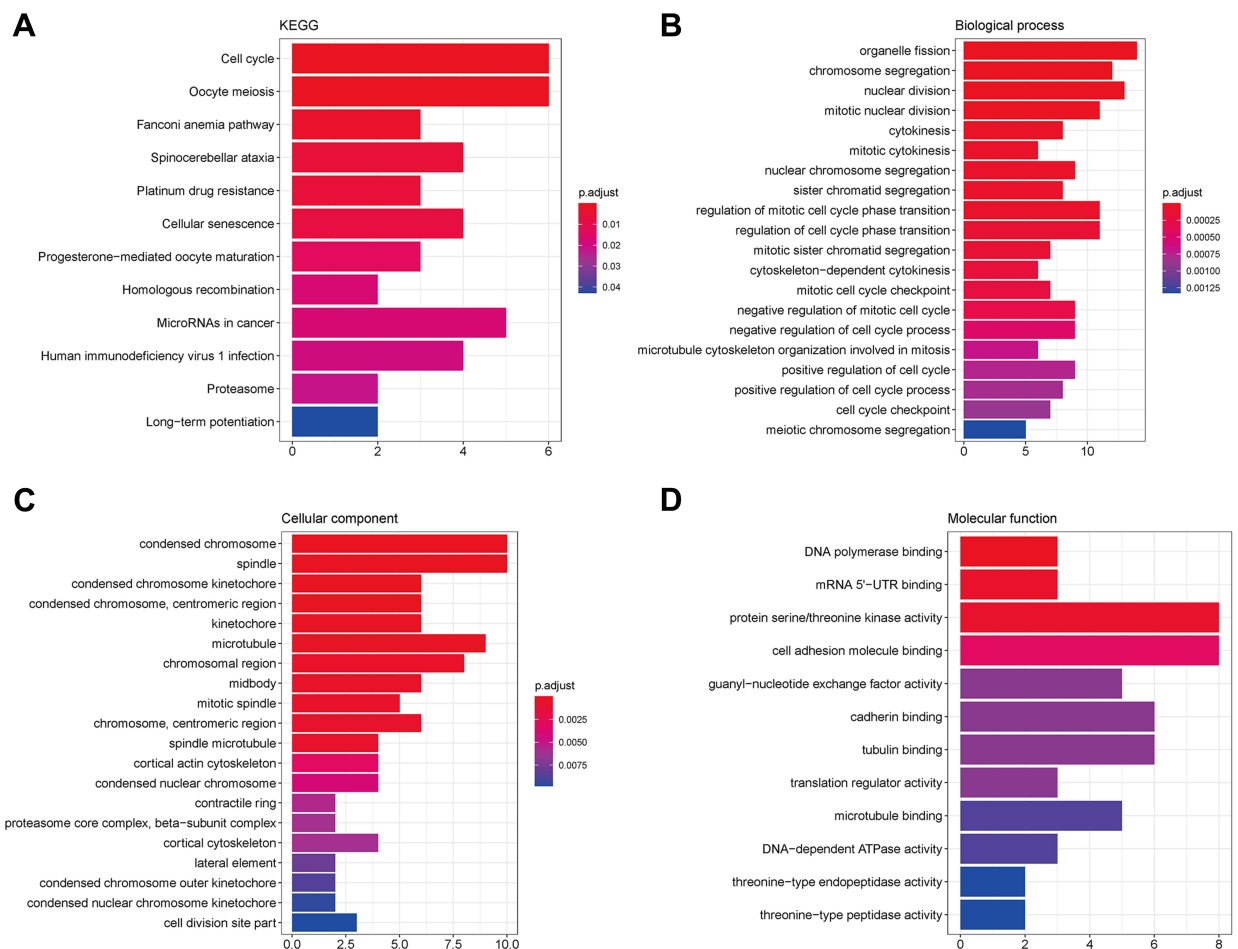 A
KEGG
Cell cycle
Oocyte meiosis
Fanconi anemia pathway
Spinocerebellar ataxia
Platinum drug resistance
Cellular senescence
Progesterone−mediated oocyte maturation
Homologous recombination
MicroRNAs in cancer
Human immunodeficiency virus 1 infection
Proteasome
Long−term potentiation
0 2 4 6
p.adjust
0.01
0.02
0.03
0.04
B
Biological process
organelle fission
chromosome segregation
nuclear division
mitotic nuclear division
cytokinesis
mitotic cytokinesis
nuclear chromosome segregation
sister chromatid segregation
regulation of mitotic cell cycle phase transition
regulation of cell cycle phase transition
mitotic sister chromatid segregation
cytoskeleton−dependent cytokinesis
mitotic cell cycle checkpoint
negative regulation of mitotic cell cycle
negative regulation of cell cycle process
microtubule cytoskeleton organization involved in mitosis
positive regulation of cell cycle
positive regulation of cell cycle process
cell cycle checkpoint
meiotic chromosome segregation
0 5 10
p.adjust
0.00025
0.00050
0.00075
0.00100
0.00125
C
Cellular component
condensed chromosome
spindle
condensed chromosome kinetochore
condensed chromosome, centromeric region
kinetochore
microtubule
chromosomal region
midbody
mitotic spindle
chromosome, centromeric region
spindle microtubule
cortical actin cytoskeleton
condensed nuclear chromosome
contractile ring
proteasome core complex, beta−subunit complex
cortical cytoskeleton
lateral element
condensed chromosome outer kinetochore
condensed nuclear chromosome kinetochore
cell division site part
0.0 2.5 5.0 7.5 10.0
p.adjust
0.0025
0.0050
0.0075
D
Molecular function
DNA polymerase binding
mRNA 5'−UTR binding
protein serine/threonine kinase activity
cell adhesion molecule binding
guanyl−nucleotide exchange factor activity
cadherin binding
tubulin binding
translation regulator activity
microtubule binding
DNA−dependent ATPase activity
threonine−type endopeptidase activity
threonine−type peptidase activity
0 2 4 6 8